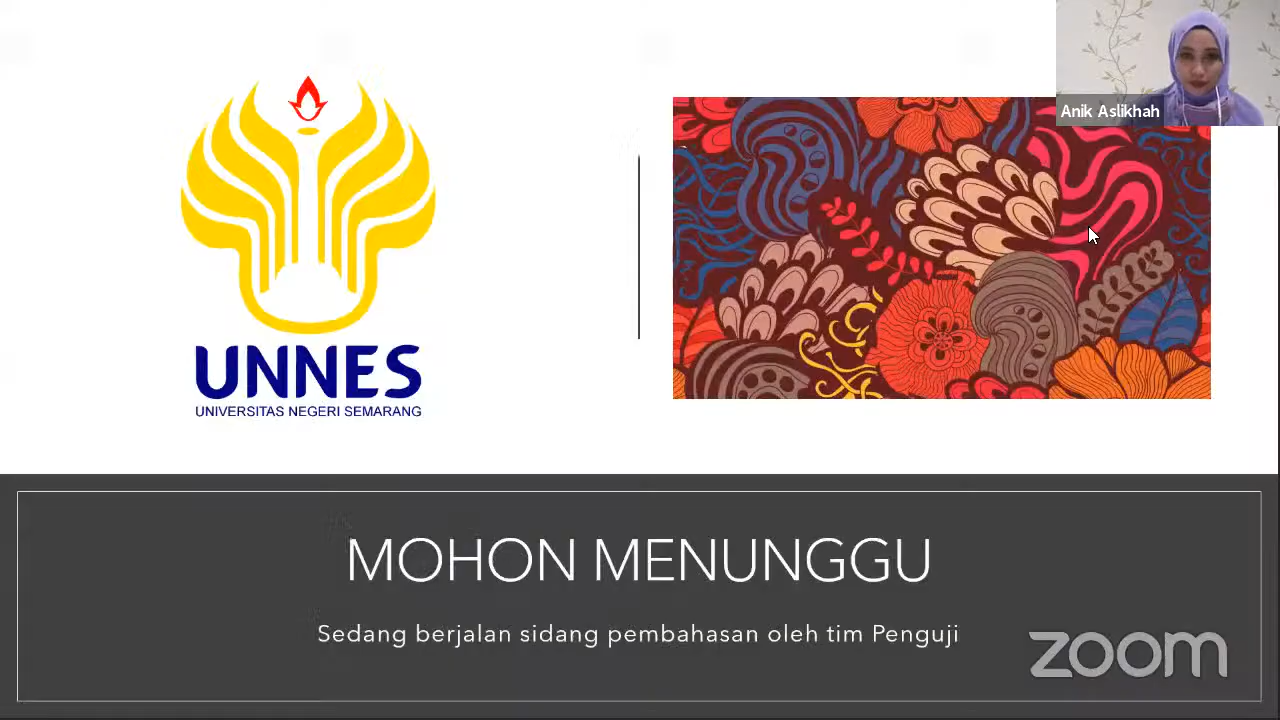 Anik Aslikhah
UNNES
UNIVERSITAS NEGERI SEMARANG
MOHON MENUNGGU
Sedang berjalan sidang pembahasan oleh tim Penguji
zoom